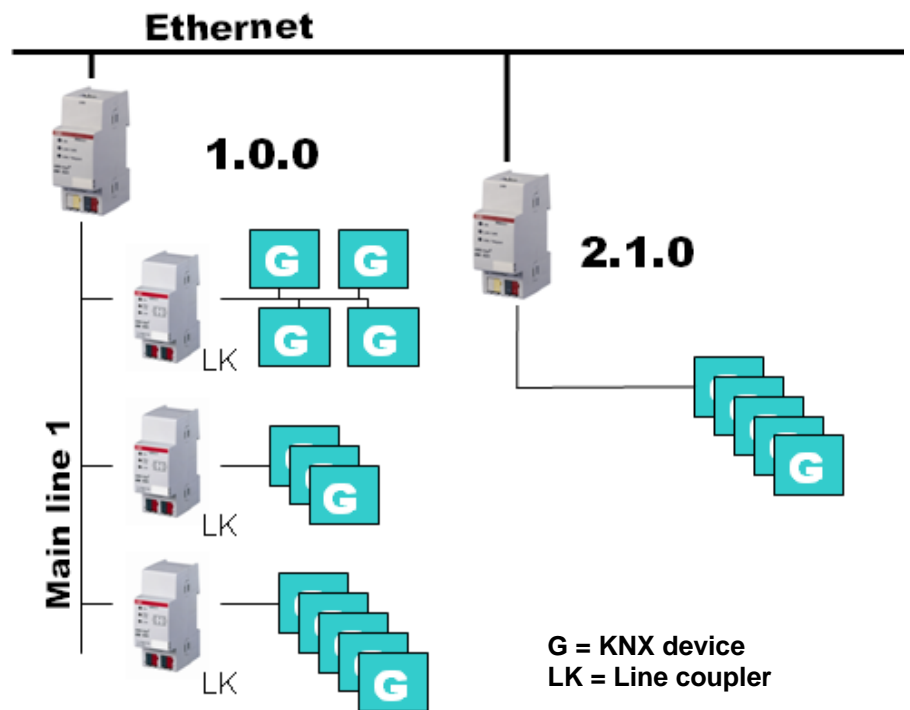 Ethernet
1.0.0
2.1.0
Main line 1
G G
G G
LK
G
LK
G
G
LK
G = KNX device
LK = Line coupler